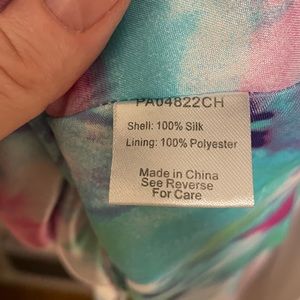 PA04822CH
Shell: 100% Silk
Lining: 100% Polyester
Made in China
See Reverse
For Care